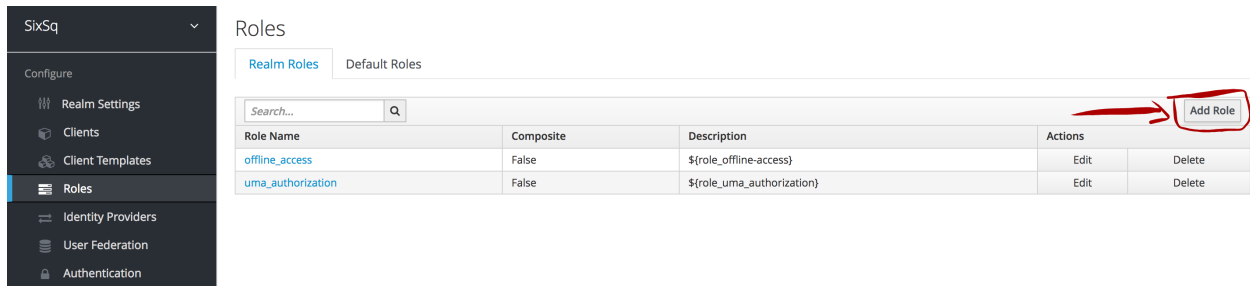 SixSq
Configure
Realm Settings
Clients
Client Templates
Roles
Identity Providers
User Federation
Authentication
Roles
Realm Roles Default Roles
Search... Add Role
Role Name Composite Description Actions
offline_access False ${role_offline-access} Edit Delete
uma_authorization False ${role_uma_authorization} Edit Delete